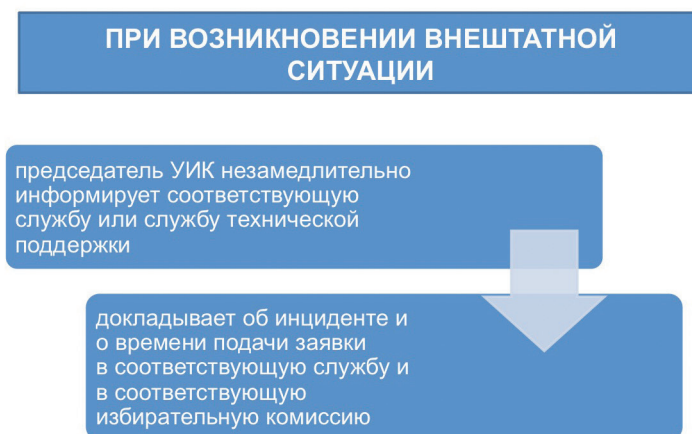 ПРИ ВОЗНИКНОВЕНИИ ВНЕШТАТНОЙ
СИТУАЦИИ
председатель УИК незамедлительно
информирует соответствующую
службу или службу технической
поддержки
докладывает об инциденте и
о времени подачи заявки
в соответствующую службу и
в соответствующую
избирательную комиссию